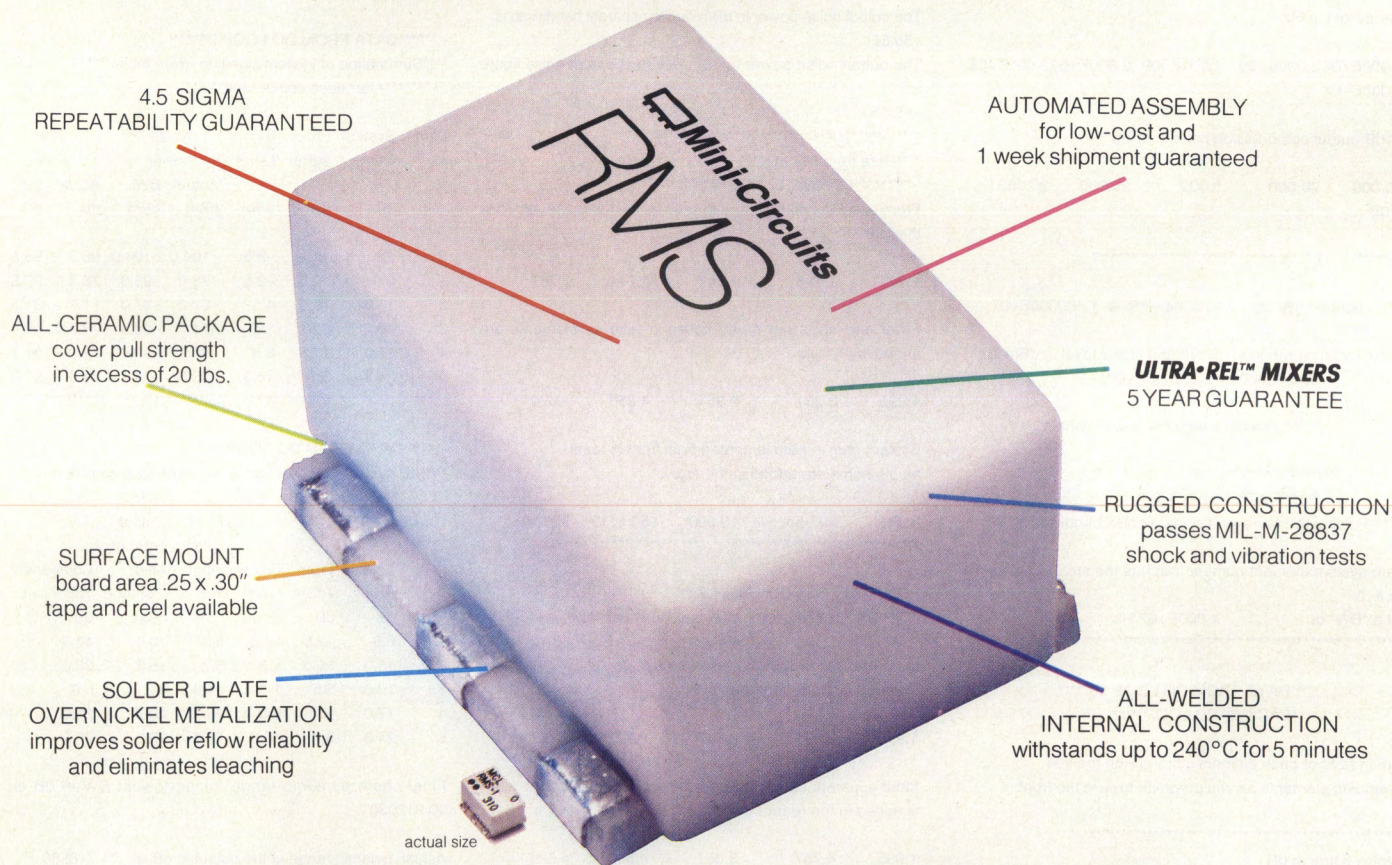 4.5 SIGMA
REPEATABILITY GUARANTEED
AUTOMATED ASSEMBLY
for low-cost and
1 week shipment guaranteed
Mini-Circuits
RMS
ALL-CERAMIC PACKAGE
cover pull strength
in excess of 20 lbs.
ULTRA•REL™ MIXERS
5 YEAR GUARANTEE
RUGGED CONSTRUCTION
passes MIL-M-28837
shock and vibration tests
SURFACE MOUNT
board area .25 x .30"
tape and reel available
SOLDER PLATE
OVER NICKEL METALIZATION
improves solder reflow reliability
and eliminates leaching
ALL-WELDED
INTERNAL CONSTRUCTION
withstands up to 240°C for 5 minutes
MCL 0
RMS-1
●● 310
actual size